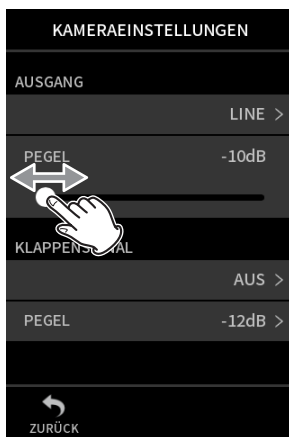 KAMERAEINSTELLUNGEN
AUSGANG
LINE >
PEGEL -10dB
AUS >
PEGEL -12dB >
ZURÜCK